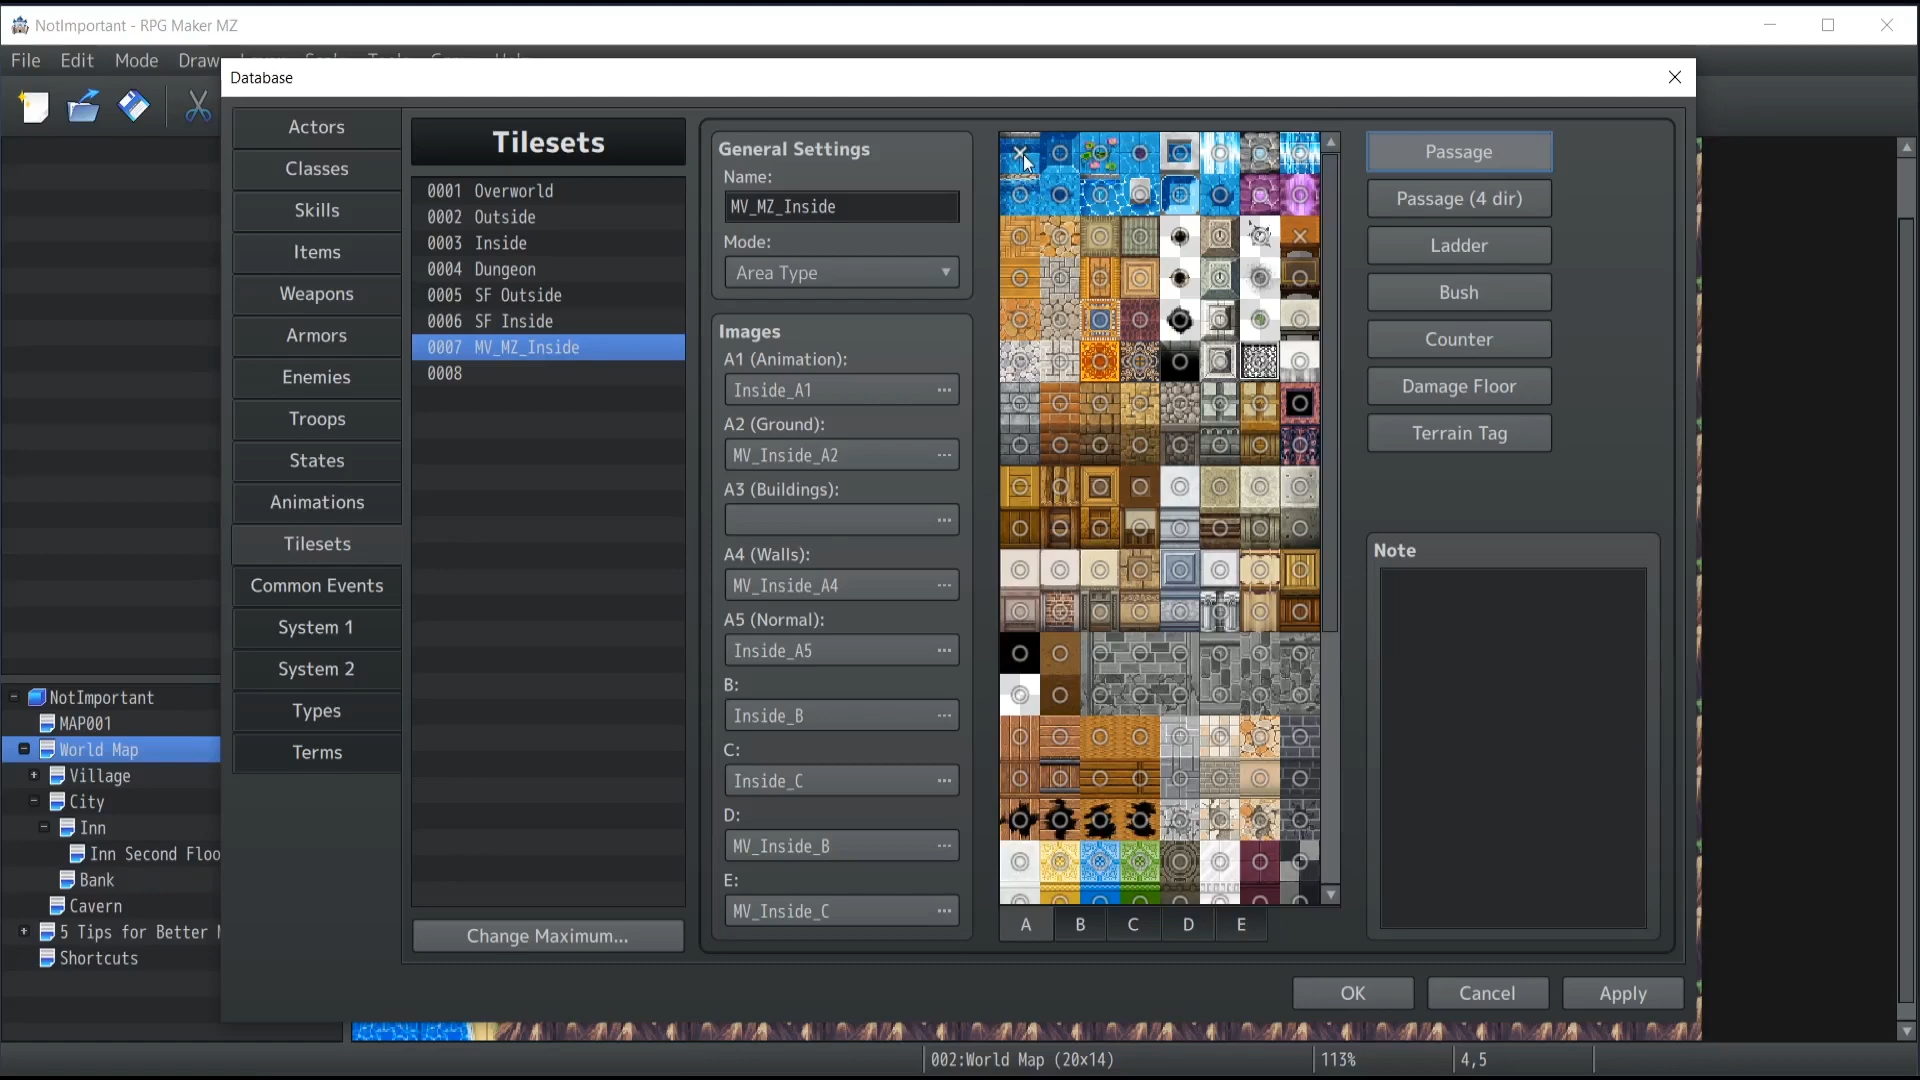 NotImportant - RPG Maker MZ
File Edit Mode Draw
Database
Actors
Classes
Skills
Items
Weapons
Armors
Enemies
Troops
States
Animations
Tilesets
Common Events
System 1
System 2
Types
Terms
Tilesets
0001 Overworld
0002 Outside
0003 Inside
0004 Dungeon
0005 SF Outside
0006 SF Inside
0007 MV_MZ_Inside
0008
Change Maximum...
General Settings
Name:
MV_MZ_Inside
Mode:
Area Type
Images
A1 (Animation):
Inside_A1
A2 (Ground):
MV_Inside_A2
A3 (Buildings):
A4 (Walls):
MV_Inside_A4
A5 (Normal):
Inside_A5
B:
Inside_B
C:
Inside_C
D:
MV_Inside_B
E:
MV_Inside_C
A B C D E
Passage
Passage (4 dir)
Ladder
Bush
Counter
Damage Floor
Terrain Tag
Note
OK Cancel Apply
NotImportant
MAP001
World Map
Village
City
Inn
Inn Second Floo
Bank
Cavern
5 Tips for Better
Shortcuts
002:World Map (20x14) 113% 4,5